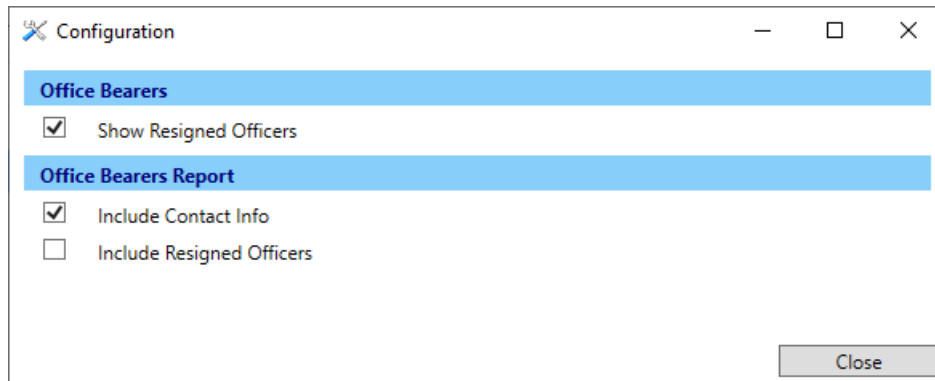 Configuration
Office Bearers
Show Resigned Officers
Office Bearers Report
Include Contact Info
Include Resigned Officers
Close